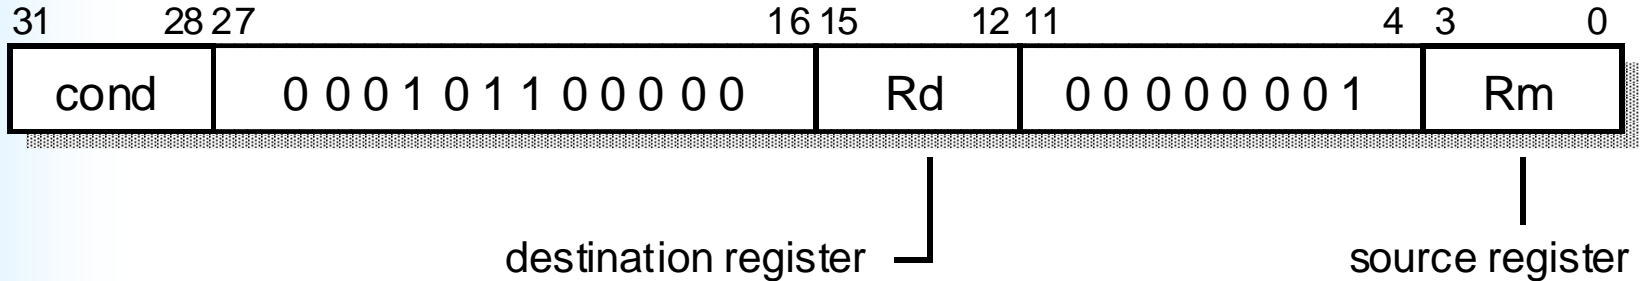 31 28 27 16 15 12 11 4 3 0
cond 0 0 0 1 0 1 1 0 0 0 0 0 Rd 0 0 0 0 0 0 0 1 Rm
destination register source register